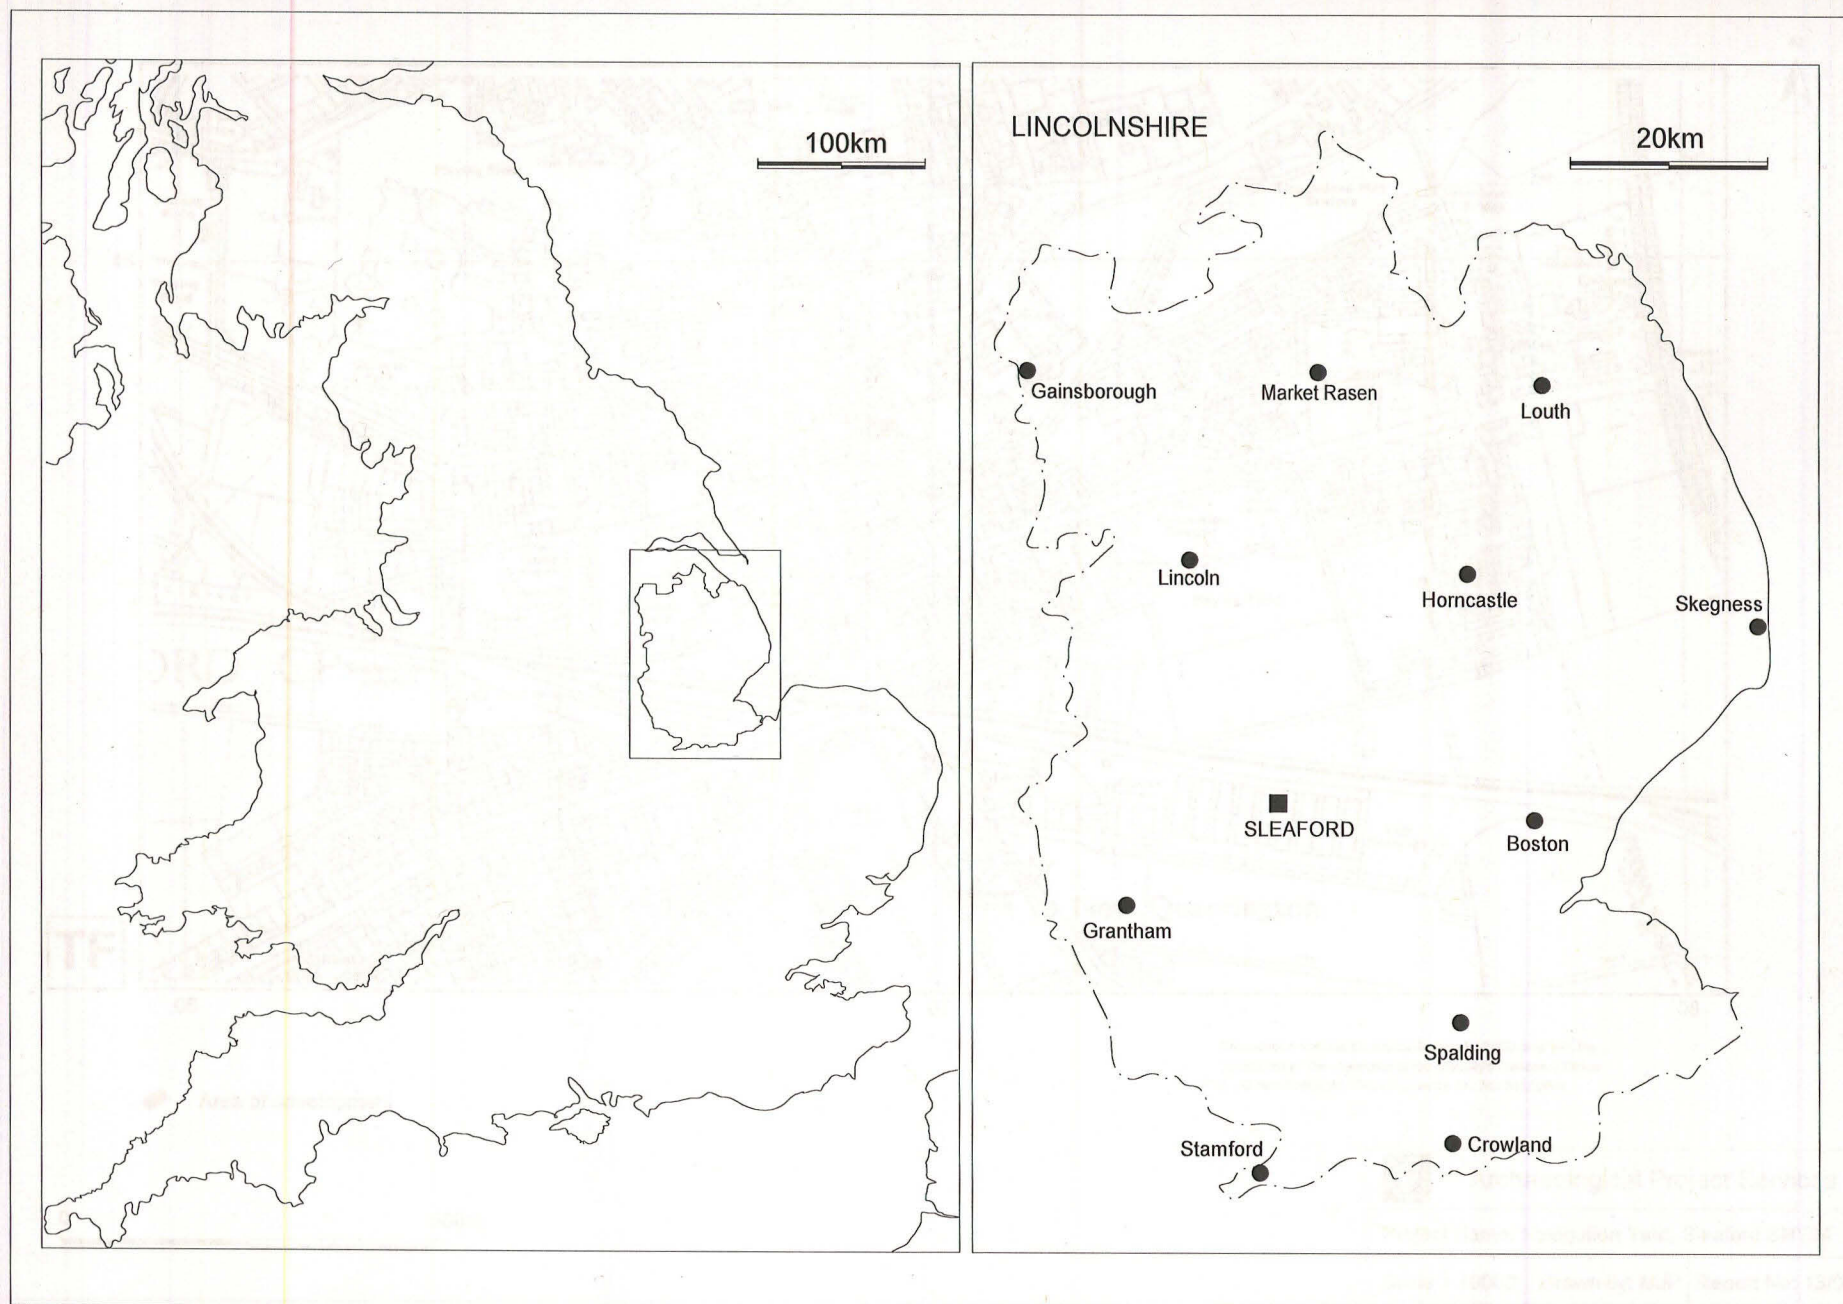 100km
LINCOLNSHIRE
20km
Gainsborough
Market Rasen
Louth
Lincoln
Horncastle
Skegness
SLEAFORD
Boston
Grantham
Spalding
Stamford
Crowland